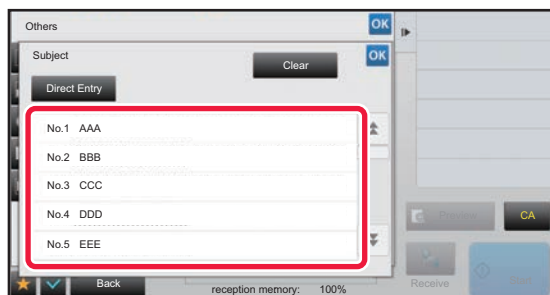 Others
OK
Subject
Clear
OK
Direct Entry
No.1 AAA
No.2 BBB
No.3 CCC
No.4 DDD
No.5 EEE
Preview
CA
Back
reception memory: 100%
Receive
Start